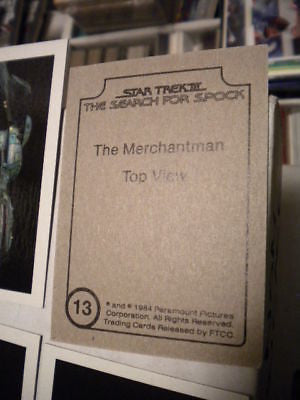 STAR TREK III
THE SEARCH FOR SPOCK
The Merchantman
Top View
13
® and © 1984 Paramount Pictures
Corporation. All Rights Reserved.
Trading Cards Released by FTCC.